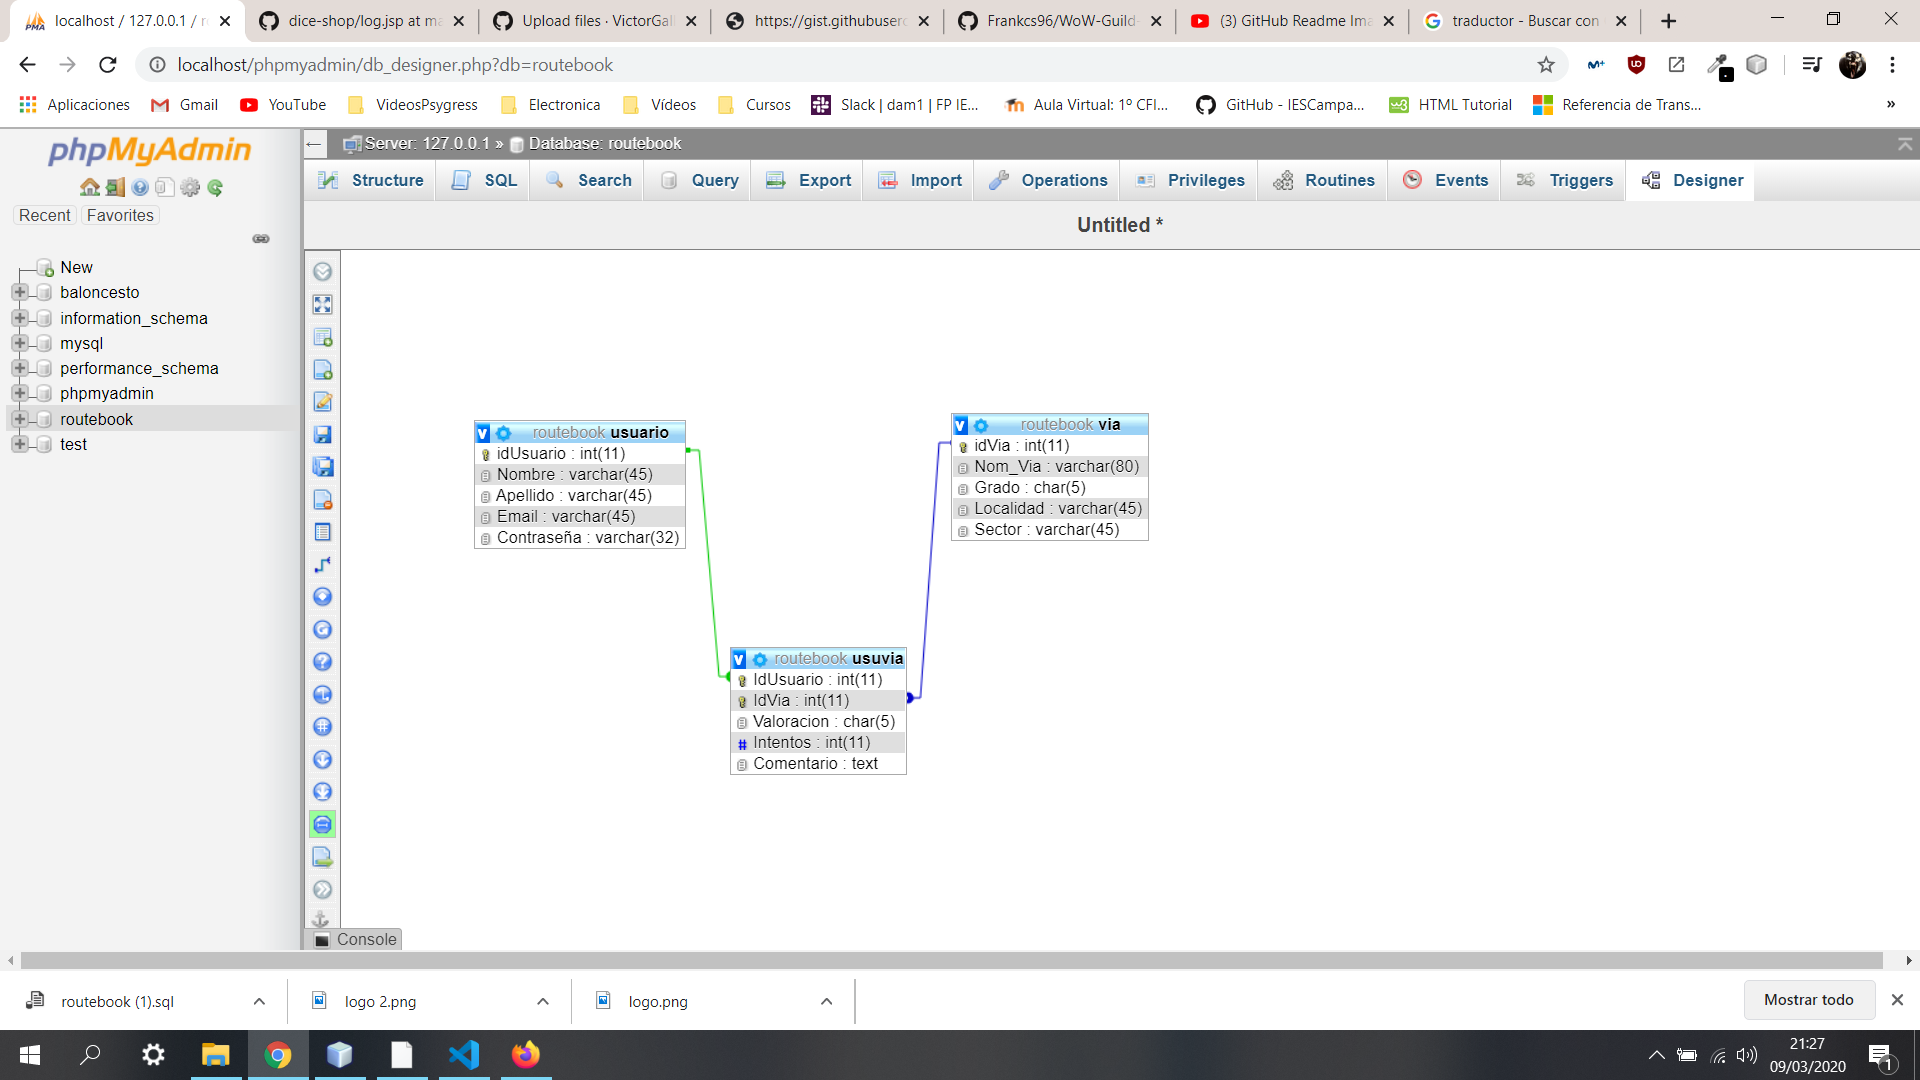 localhost / 127.0.0.1 / r
dice-shop/log.jsp at ma
Upload files · VictorGal
https://gist.githubuserc
Frankcs96/WoW-Guild-
(3) GitHub Readme Ima
traductor - Buscar con
localhost/phpmyadmin/db_designer.php?db=routebook
Aplicaciones
Gmail
YouTube
VideosPsygress
Electronica
Vídeos
Cursos
Slack | dam1 | FP IE...
Aula Virtual: 1º CFI...
GitHub - IESCampa...
HTML Tutorial
Referencia de Trans...
»
phpMyAdmin
Recent
Favorites
New
baloncesto
information_schema
mysql
performance_schema
phpmyadmin
routebook
test
Server: 127.0.0.1 » Database: routebook
Structure
SQL
Search
Query
Export
Import
Operations
Privileges
Routines
Events
Triggers
Designer
Untitled *
routebook usuario
idUsuario : int(11)
Nombre : varchar(45)
Apellido : varchar(45)
Email : varchar(45)
Contraseña : varchar(32)
routebook via
idVia : int(11)
Nom_Via : varchar(80)
Grado : char(5)
Localidad : varchar(45)
Sector : varchar(45)
routebook usuvia
IdUsuario : int(11)
IdVia : int(11)
Valoracion : char(5)
Intentos : int(11)
Comentario : text
Console
routebook (1).sql
logo 2.png
logo.png
Mostrar todo
21:27
09/03/2020
1